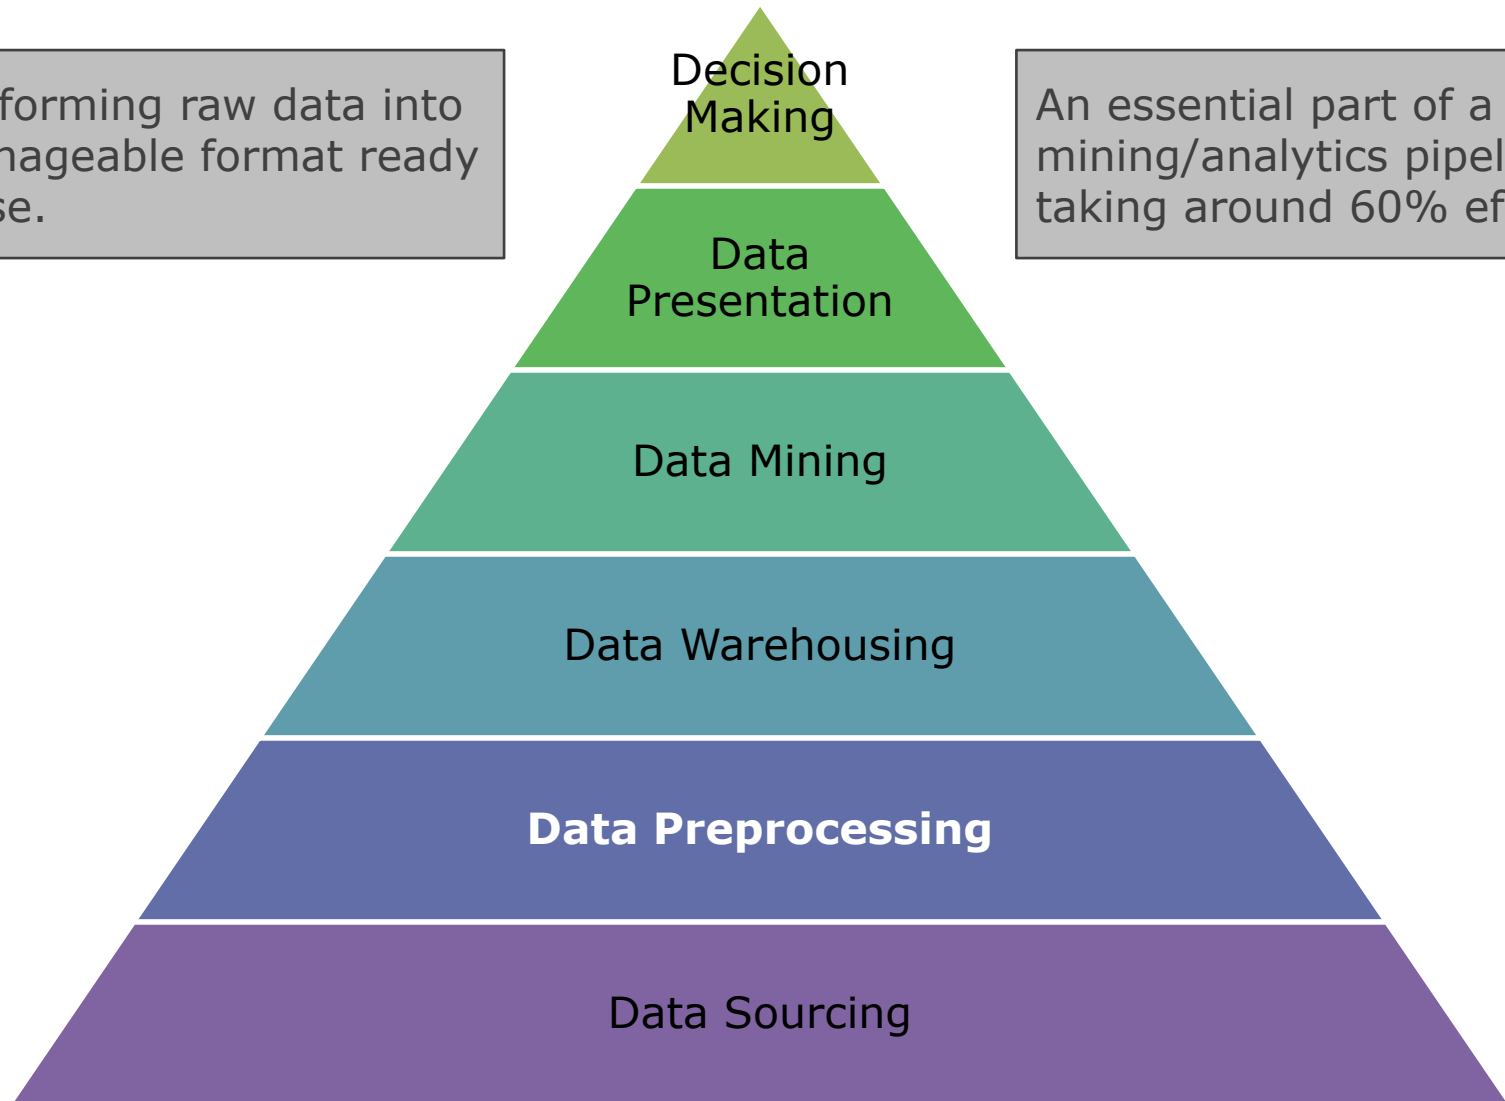 forming raw data into
nageable format ready
se.
Decision
Making
An essential part of a
mining/analytics pipel
taking around 60% ef
Data
Presentation
Data Mining
Data Warehousing
Data Preprocessing
Data Sourcing